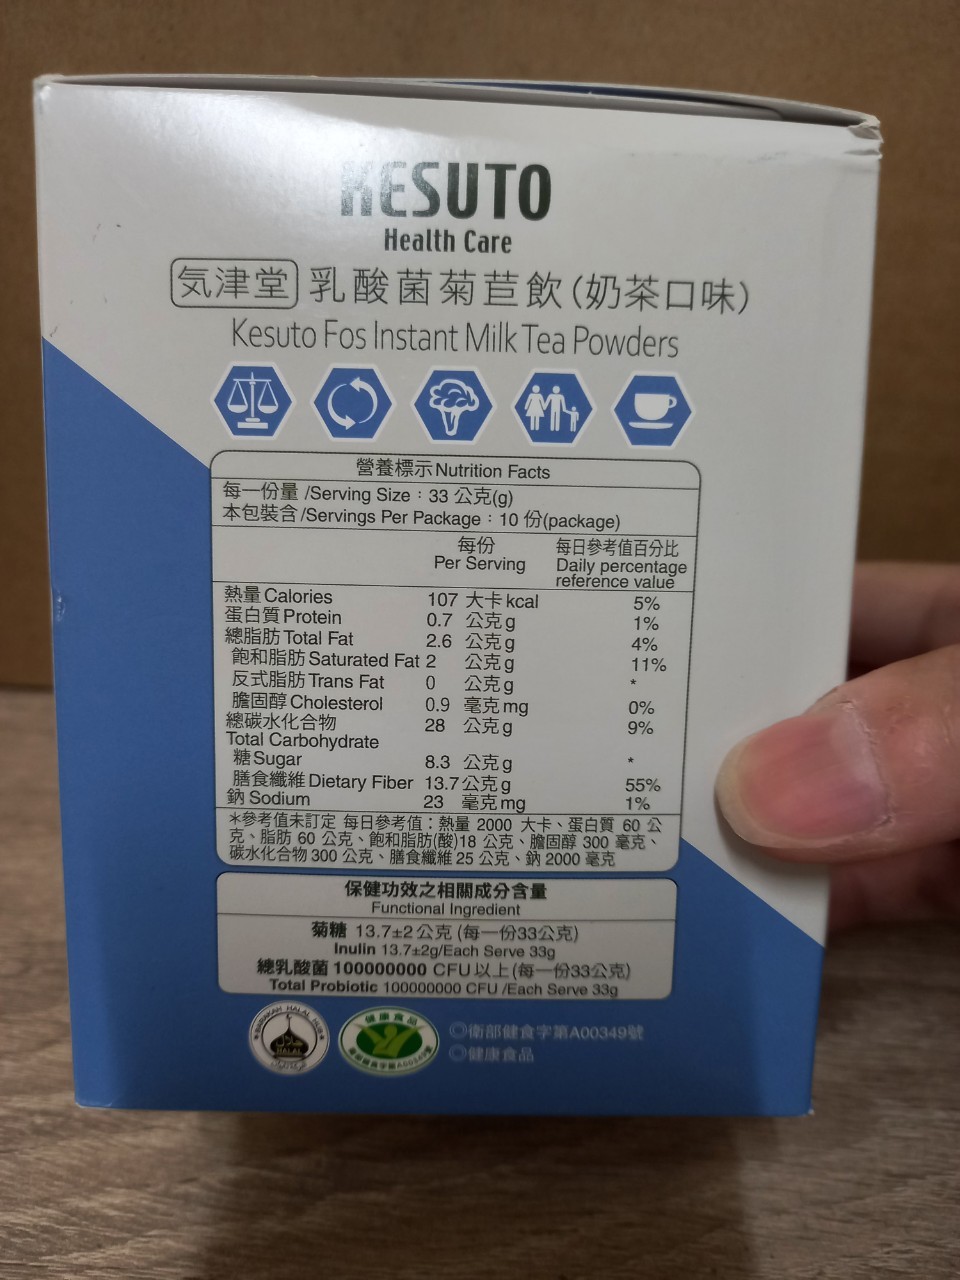 KESUTO
Health Care
気津堂 乳酸菌菊苣飲(奶茶口味)
Kesuto Fos Instant Milk Tea Powders
營養標示 Nutrition Facts
每一份量 /Serving Size：33 公克(g)
本包裝含/Servings Per Package：10 份(package)
每份 每日參考值百分比
Per Serving Daily percentage
reference value
熱量 Calories 107 大卡 kcal 5%
蛋白質 Protein 0.7 公克 g 1%
總脂肪 Total Fat 2.6 公克 g 4%
飽和脂肪 Saturated Fat 2 公克 g 11%
反式脂肪 Trans Fat 0 公克 g *
膽固醇 Cholesterol 0.9 毫克 mg 0%
總碳水化合物 28 公克 g 9%
Total Carbohydrate
糖 Sugar 8.3 公克 g *
膳食纖維 Dietary Fiber 13.7 公克 g 55%
鈉 Sodium 23 毫克 mg 1%
＊參考值未訂定 每日參考值：熱量 2000 大卡、蛋白質 60 公
克、脂肪 60 公克、飽和脂肪(酸)18 公克、膽固醇 300 毫克、
碳水化合物 300 公克、膳食纖維 25 公克、鈉 2000 毫克
保健功效之相關成分含量
Functional Ingredient
菊糖 13.7±2 公克 (每一份33公克)
Inulin 13.7±2g/Each Serve 33g
總乳酸菌 100000000 CFU 以上(每一份33公克)
Total Probiotic 100000000 CFU /Each Serve 33g
HALAL
健康食品
◎衛部健食字第A00349號
◎健康食品